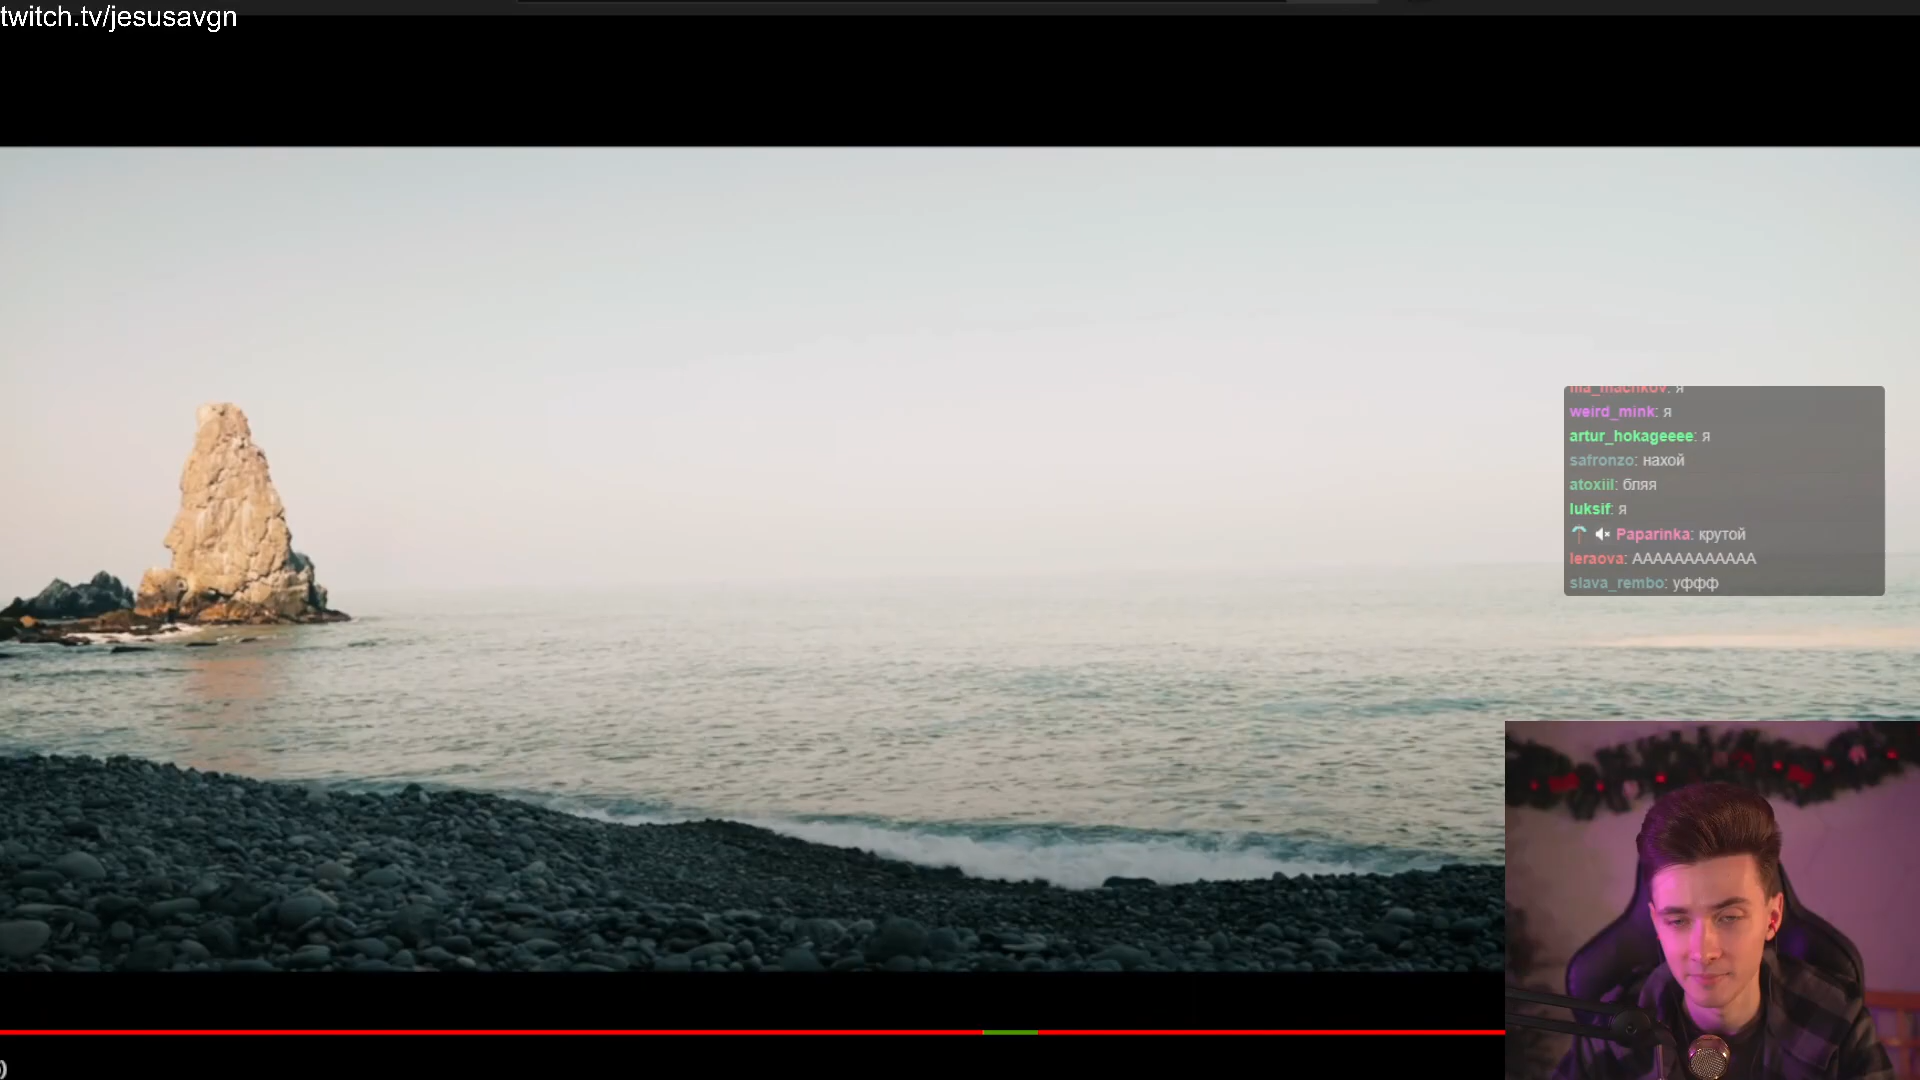 twitch.tv/jesusavgn
weird_mink: я
artur_hokageeee: я
safronzo: нахой
atoxiil: бляя
luksif: я
Paparinka: крутой
leraova: АААААААААААА
slava_rembo: уффф